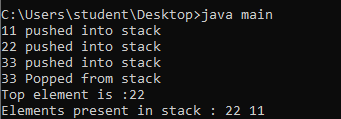 C:\Users\student\Desktop>java main
11 pushed into stack
22 pushed into stack
33 pushed into stack
33 Popped from stack
Top element is :22
Elements present in stack : 22 11